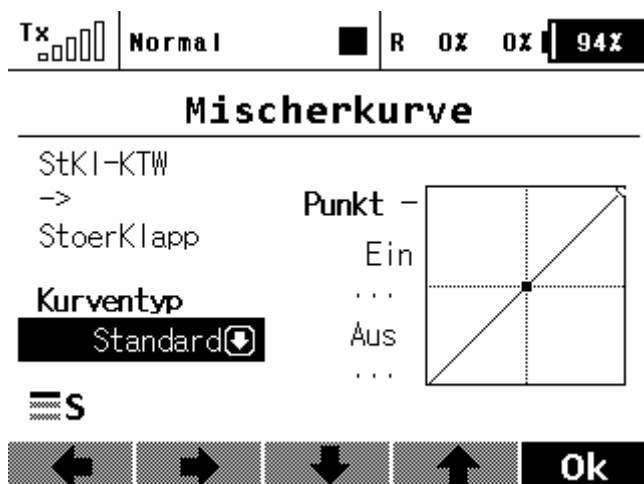 Tx Normal R 0% 0% 94%
Mischerkurve
StKl-KTW
->
StoerKlapp
Punkt -
Ein
...
Kurventyp
Standard
Aus
...
S
Ok